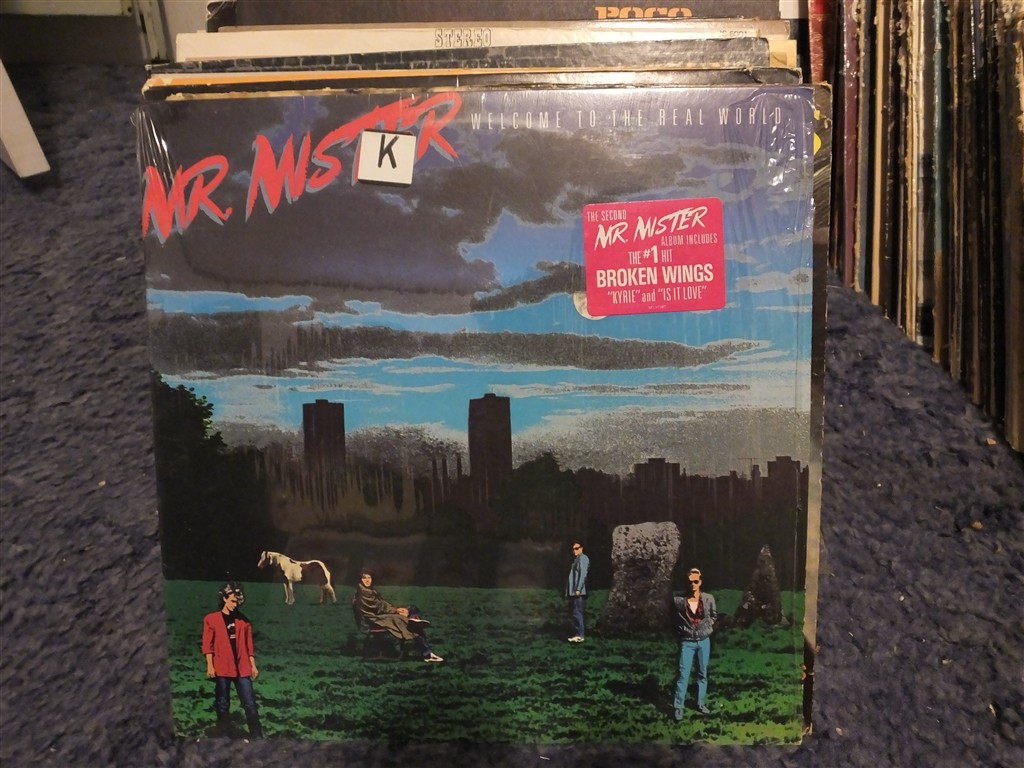 POCO
STEREO
WELCOME TO THE REAL WORLD
MR. MISTER
K
THE SECOND
MR. MISTER
ALBUM INCLUDES
THE #1 HIT
BROKEN WINGS
"KYRIE" and "IS IT LOVE"